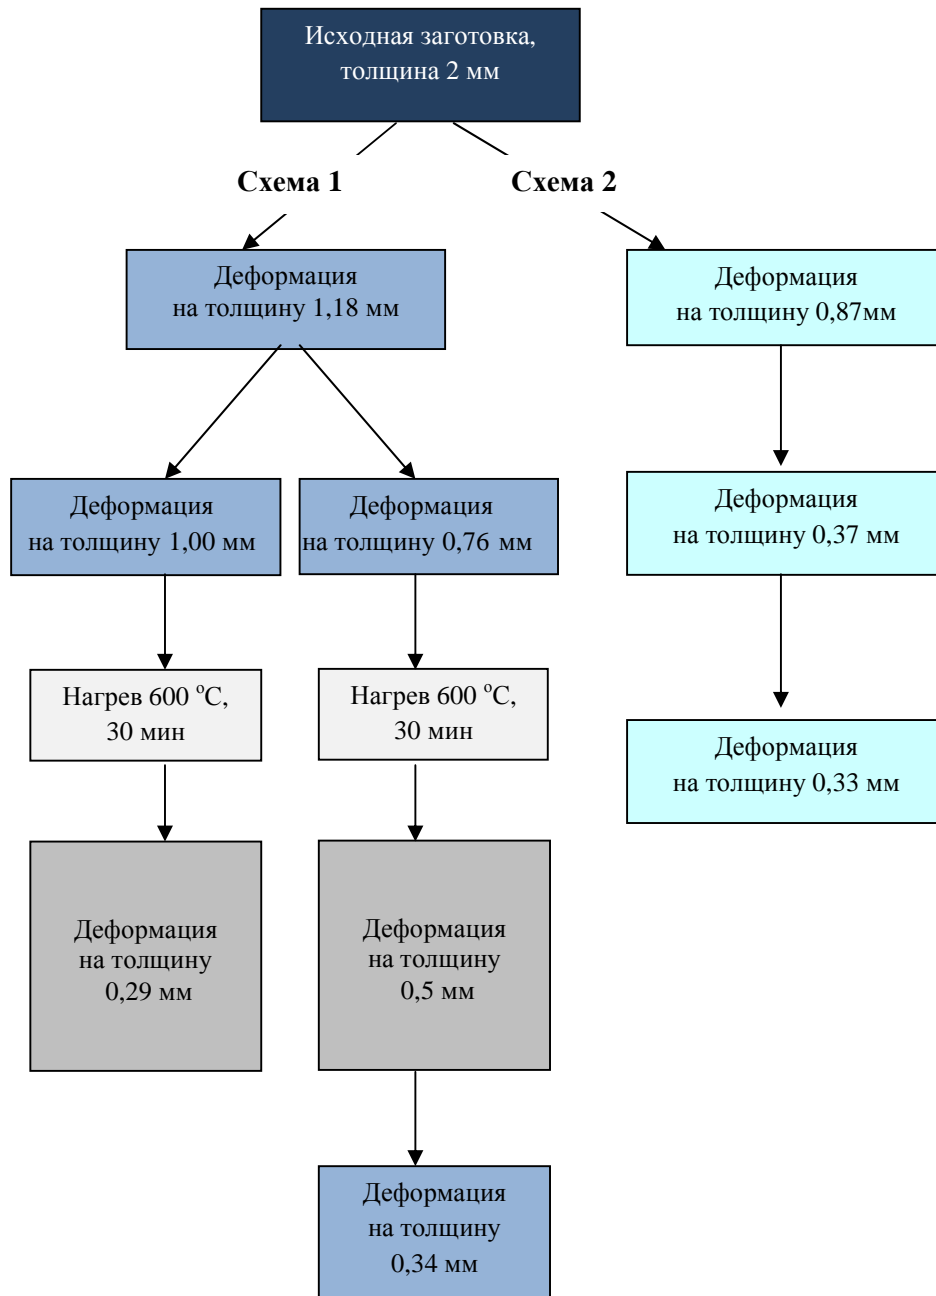 Исходная заготовка,
толщина 2 мм
Схема 1
Схема 2
Деформация
на толщину 1,18 мм
Деформация
на толщину 0,87мм
Деформация
на толщину 1,00 мм
Деформация
на толщину 0,76 мм
Деформация
на толщину 0,37 мм
Нагрев 600 °С,
30 мин
Нагрев 600 °С,
30 мин
Деформация
на толщину 0,33 мм
Деформация
на толщину
0,29 мм
Деформация
на толщину
0,5 мм
Деформация
на толщину
0,34 мм